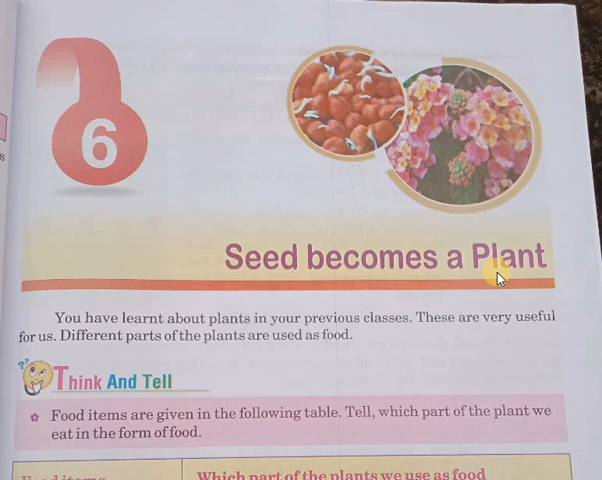 6
Seed becomes a Plant
You have learnt about plants in your previous classes. These are very useful
for us. Different parts of the plants are used as food.
Think And Tell
Food items are given in the following table. Tell, which part of the plant we
eat in the form of food.
Food items
Which part of the plants we use as food